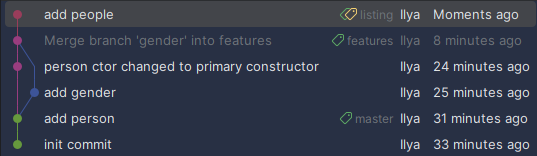 add people listing Ilya Moments ago
Merge branch 'gender' into features features Ilya 8 minutes ago
person ctor changed to primary constructor Ilya 24 minutes ago
add gender Ilya 25 minutes ago
add person master Ilya 31 minutes ago
init commit Ilya 33 minutes ago